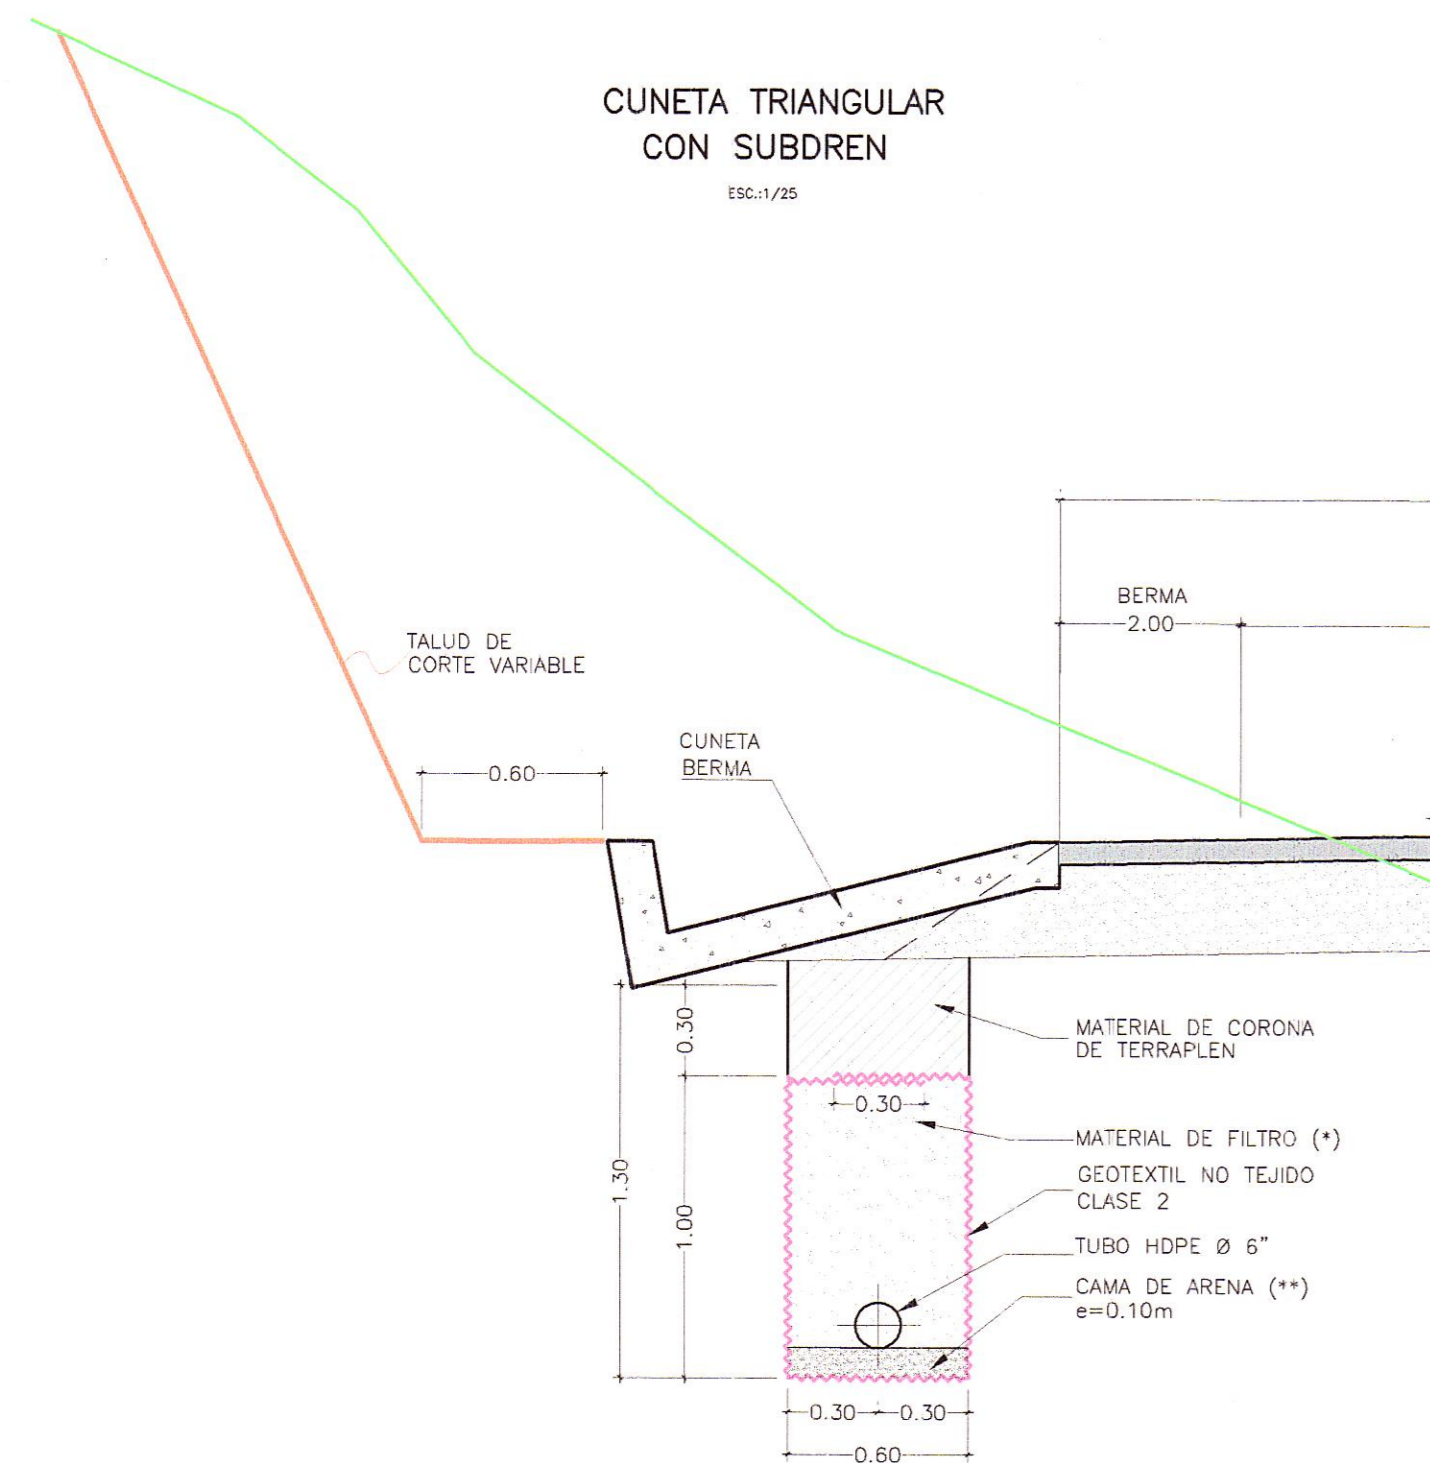 CUNETA TRIANGULAR
CON SUBDREN
ESC.:1/25
BERMA
2.00
TALUD DE
CORTE VARIABLE
CUNETA
BERMA
0.60
0.30
MATERIAL DE CORONA
DE TERRAPLEN
0.30
MATERIAL DE FILTRO (*)
1.30
1.00
GEOTEXTIL NO TEJIDO
CLASE 2
TUBO HDPE Ø 6"
CAMA DE ARENA (**)
e=0.10m
0.30
0.30
0.60